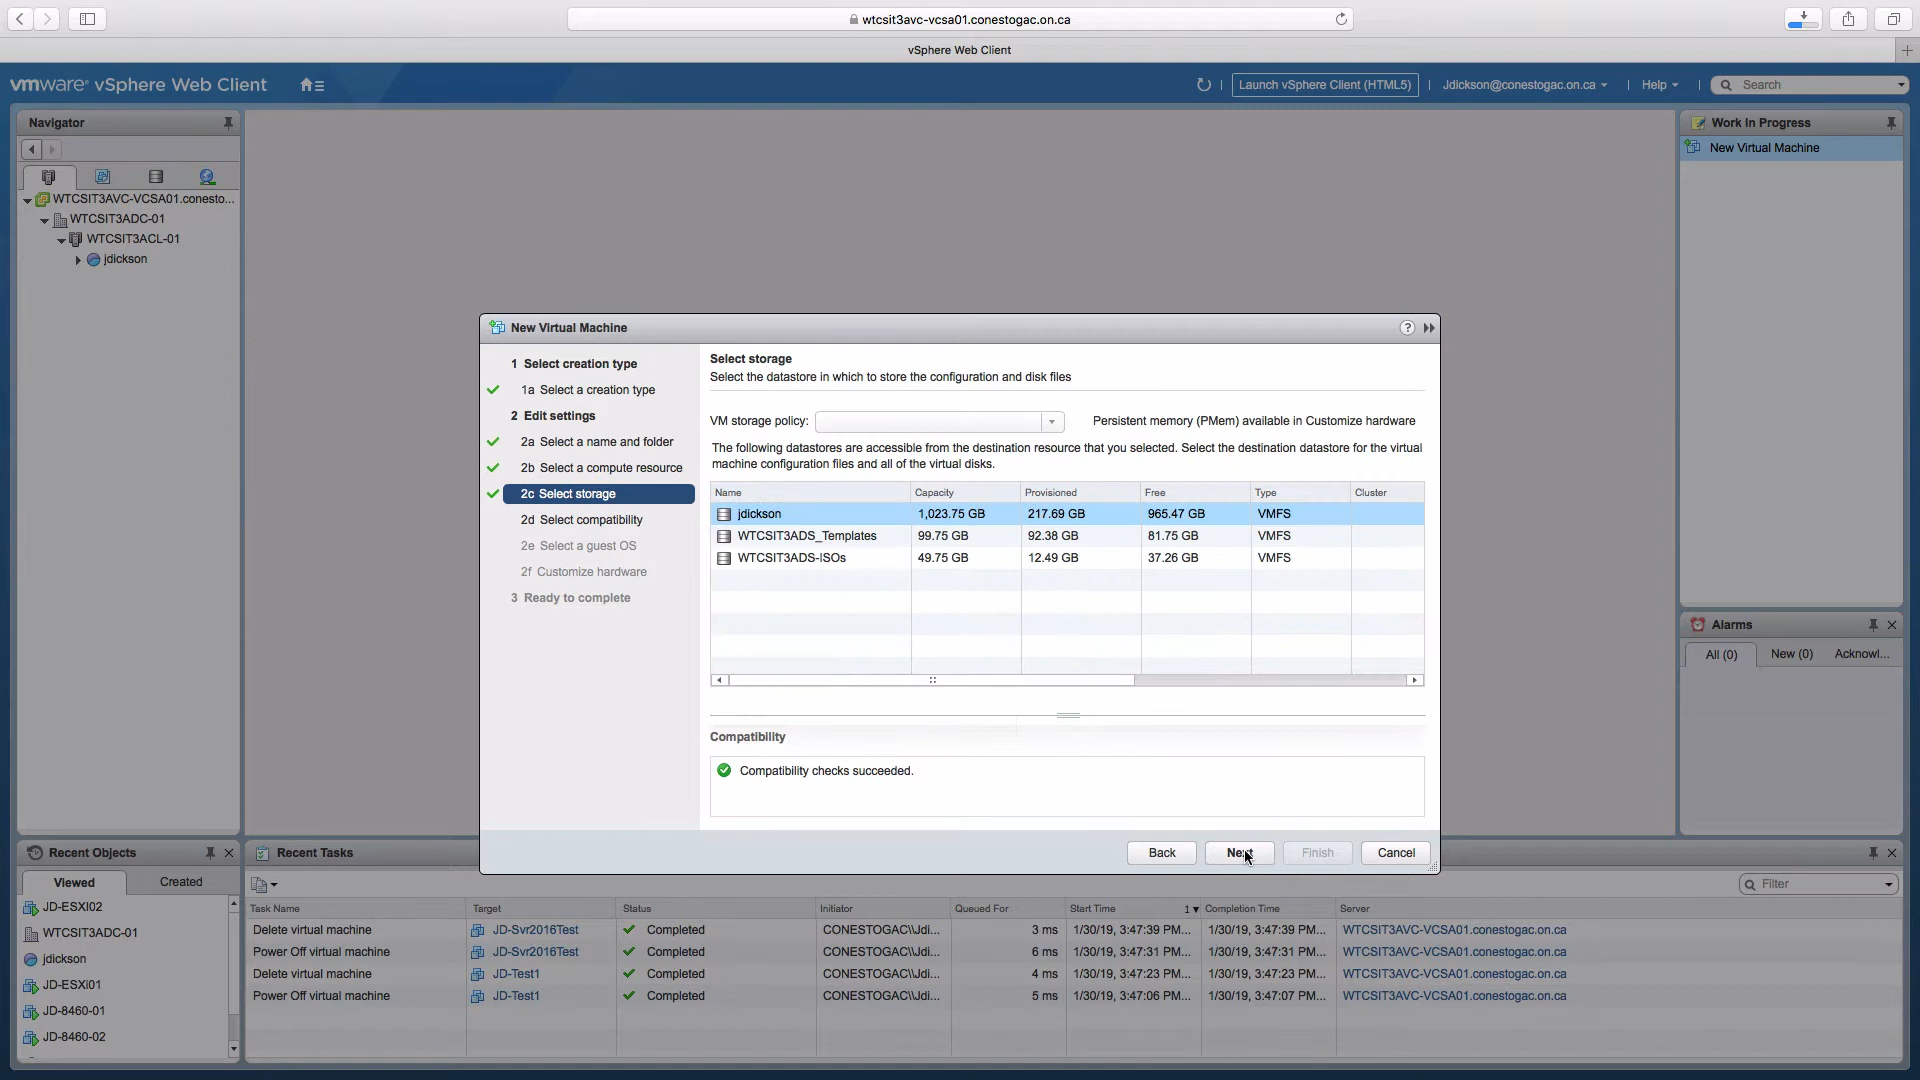 wtcsit3avc-vcsa01.conestogac.on.ca
vSphere Web Client
vmware® vSphere Web Client
Launch vSphere Client (HTML5)
Jdickson@conestogac.on.ca
Help
Search
Navigator
WTCSIT3AVC-VCSA01.conesto...
WTCSIT3ADC-01
WTCSIT3ACL-01
jdickson
Work In Progress
New Virtual Machine
New Virtual Machine
1 Select creation type
1a Select a creation type
2 Edit settings
2a Select a name and folder
2b Select a compute resource
2c Select storage
2d Select compatibility
2e Select a guest OS
2f Customize hardware
3 Ready to complete
Select storage
Select the datastore in which to store the configuration and disk files
VM storage policy:
Persistent memory (PMem) available in Customize hardware
The following datastores are accessible from the destination resource that you selected. Select the destination datastore for the virtual
machine configuration files and all of the virtual disks.
Name Capacity Provisioned Free Type Cluster
jdickson 1,023.75 GB 217.69 GB 965.47 GB VMFS
WTCSIT3ADS_Templates 99.75 GB 92.38 GB 81.75 GB VMFS
WTCSIT3ADS-ISOs 49.75 GB 12.49 GB 37.26 GB VMFS
Compatibility
Compatibility checks succeeded.
Back
Next
Finish
Cancel
Alarms
All (0) New (0) Acknowl...
Recent Objects
Viewed Created
JD-ESXI02
WTCSIT3ADC-01
jdickson
JD-ESXi01
JD-8460-01
JD-8460-02
Recent Tasks
Filter
Task Name Target Status Initiator Queued For Start Time 1 Completion Time Server
Delete virtual machine JD-Svr2016Test Completed CONESTOGAC\\Jdi... 3 ms 1/30/19, 3:47:39 PM... 1/30/19, 3:47:39 PM... WTCSIT3AVC-VCSA01.conestogac.on.ca
Power Off virtual machine JD-Svr2016Test Completed CONESTOGAC\\Jdi... 6 ms 1/30/19, 3:47:31 PM... 1/30/19, 3:47:31 PM... WTCSIT3AVC-VCSA01.conestogac.on.ca
Delete virtual machine JD-Test1 Completed CONESTOGAC\\Jdi... 4 ms 1/30/19, 3:47:23 PM... 1/30/19, 3:47:23 PM... WTCSIT3AVC-VCSA01.conestogac.on.ca
Power Off virtual machine JD-Test1 Completed CONESTOGAC\\Jdi... 5 ms 1/30/19, 3:47:06 PM... 1/30/19, 3:47:07 PM... WTCSIT3AVC-VCSA01.conestogac.on.ca